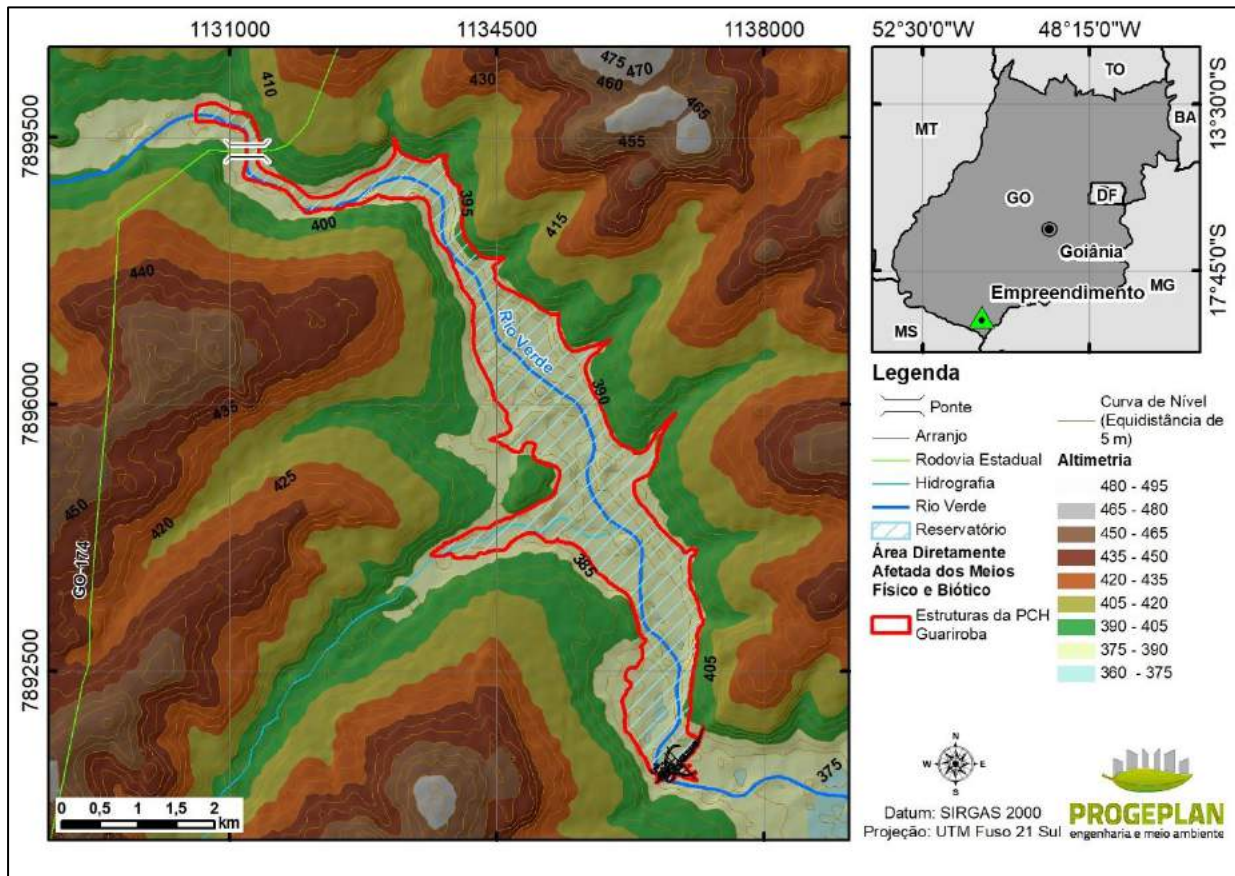 1131000
1134500
1138000
52°30'0"W
48°15'0"W
7899500
7896000
7892500
13°30'0"S
17°45'0"S
410
430
475
470
460
465
455
395
400
415
440
Rio Verde
390
435
425
450
420
GO-174
385
405
375
0 0,5 1 1,5 2
km
TO
BA
MT
GO
DF
Goiânia
MG
Empreendimento
MS
Legenda
Ponte
Arranjo
Rodovia Estadual
Hidrografia
Rio Verde
Reservatório
Área Diretamente
Afetada dos Meios
Físico e Biótico
Estruturas da PCH
Guariroba
Curva de Nível
(Equidistância de
5 m)
Altimetria
480 - 495
465 - 480
450 - 465
435 - 450
420 - 435
405 - 420
390 - 405
375 - 390
360 - 375
N
W E
S
Datum: SIRGAS 2000
Projeção: UTM Fuso 21 Sul
PROGEPLAN
engenharia e meio ambiente